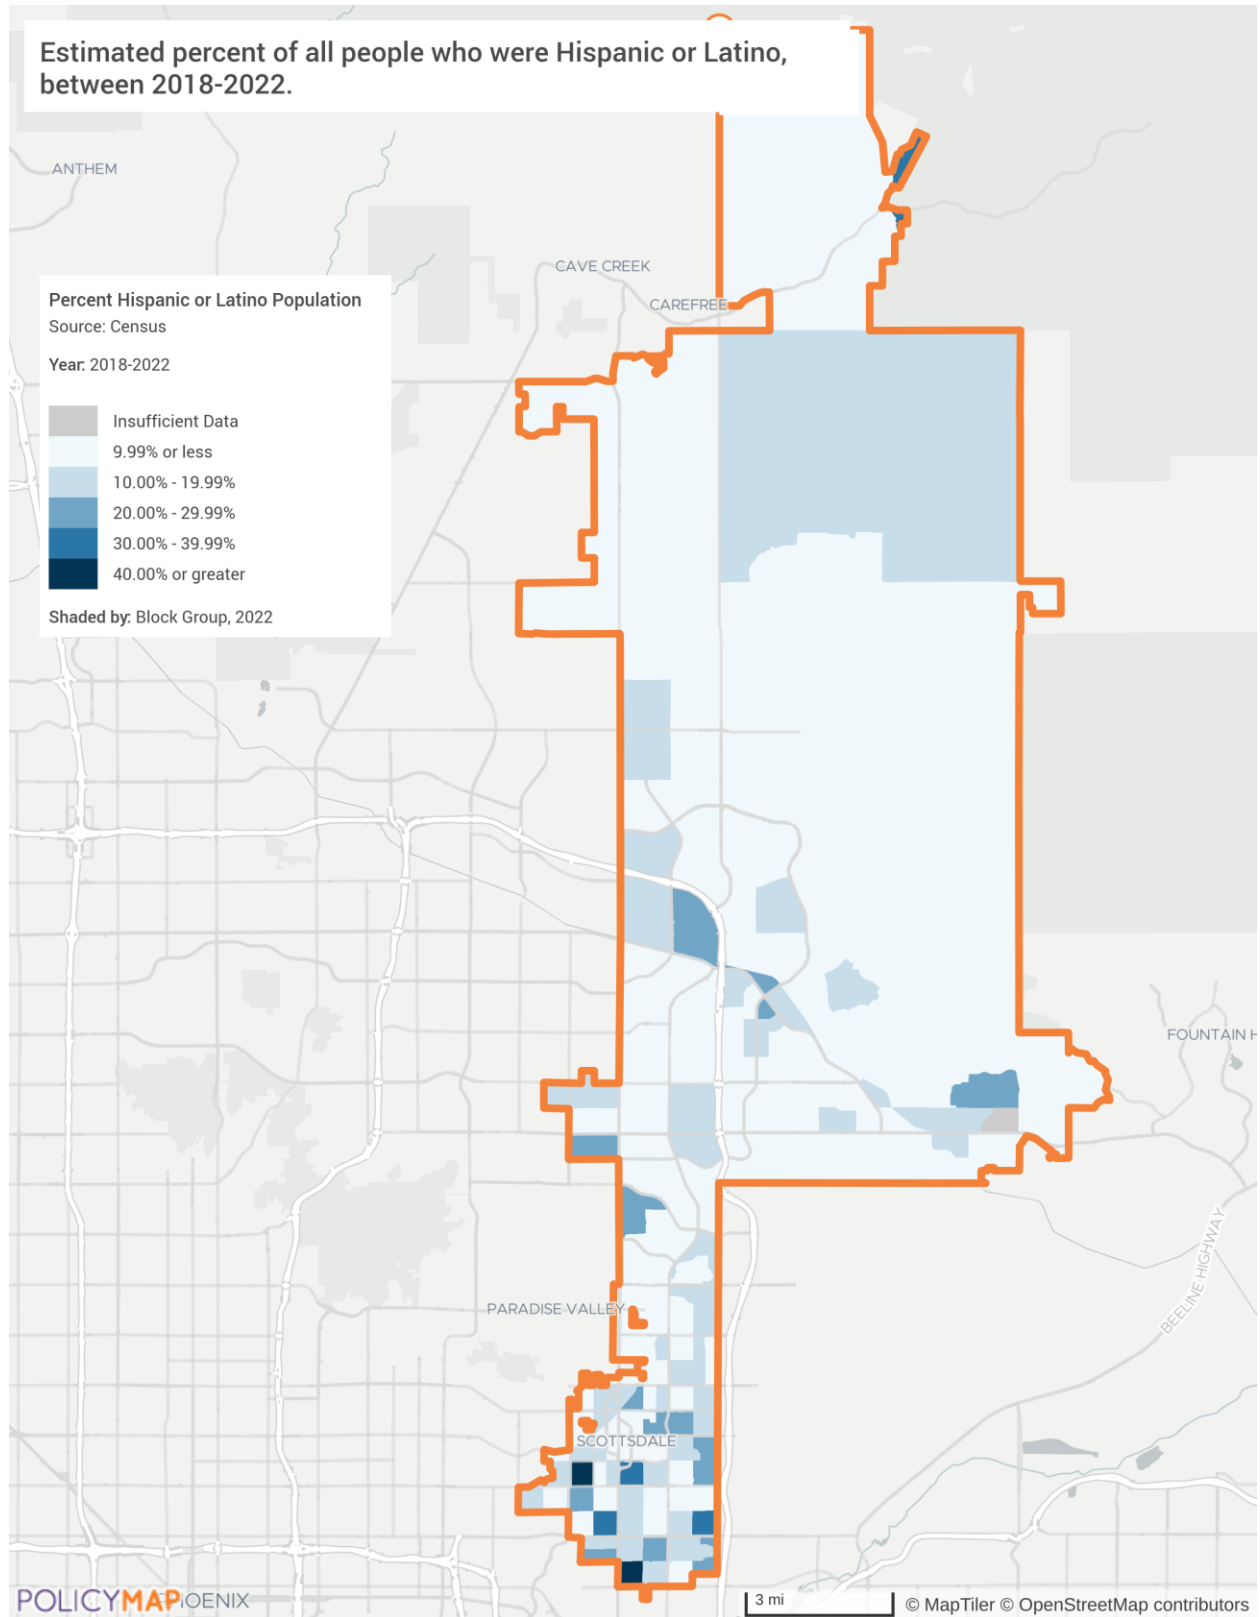 Estimated percent of all people who were Hispanic or Latino,
between 2018-2022.
ANTHEM
CAVE CREEK
CAREFREE
Percent Hispanic or Latino Population
Source: Census
Year: 2018-2022
Insufficient Data
9.99% or less
10.00% - 19.99%
20.00% - 29.99%
30.00% - 39.99%
40.00% or greater
Shaded by: Block Group, 2022
FOUNTAIN H
BEELINE HIGHWAY
PARADISE VALLEY
SCOTTSDALE
POLICYMAP
OENIX
3 mi
© MapTiler © OpenStreetMap contributors